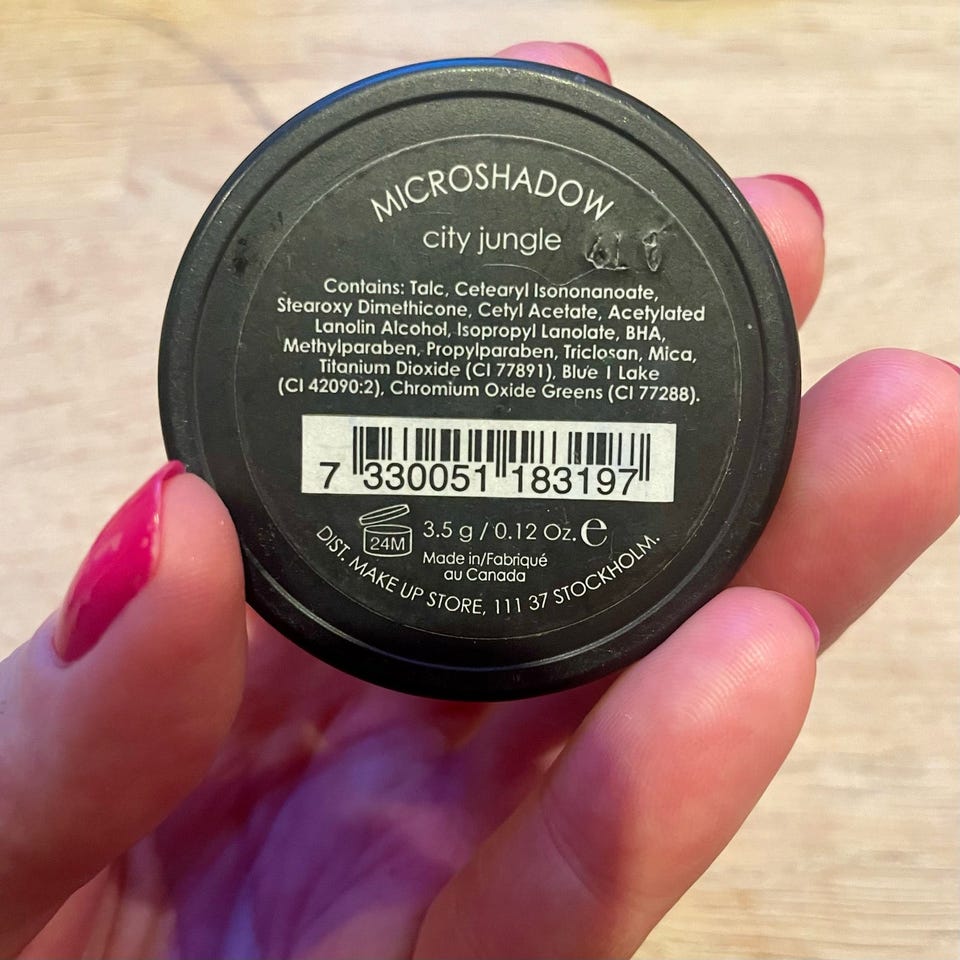 MICROSHADOW
city jungle
Contains: Talc, Cetearyl Isononanoate,
Stearoxy Dimethicone, Cetyl Acetate, Acetylated
Lanolin Alcohol, Isopropyl Lanolate, BHA,
Methylparaben, Propylparaben, Triclosan, Mica,
Titanium Dioxide (CI 77891), Blue 1 Lake
(CI 42090:2), Chromium Oxide Greens (CI 77288).
7 330051 183197
24M 3.5 g / 0.12 Oz. e
Made in/Fabriqué
au Canada
DIST. MAKE UP STORE, 111 37 STOCKHOLM.